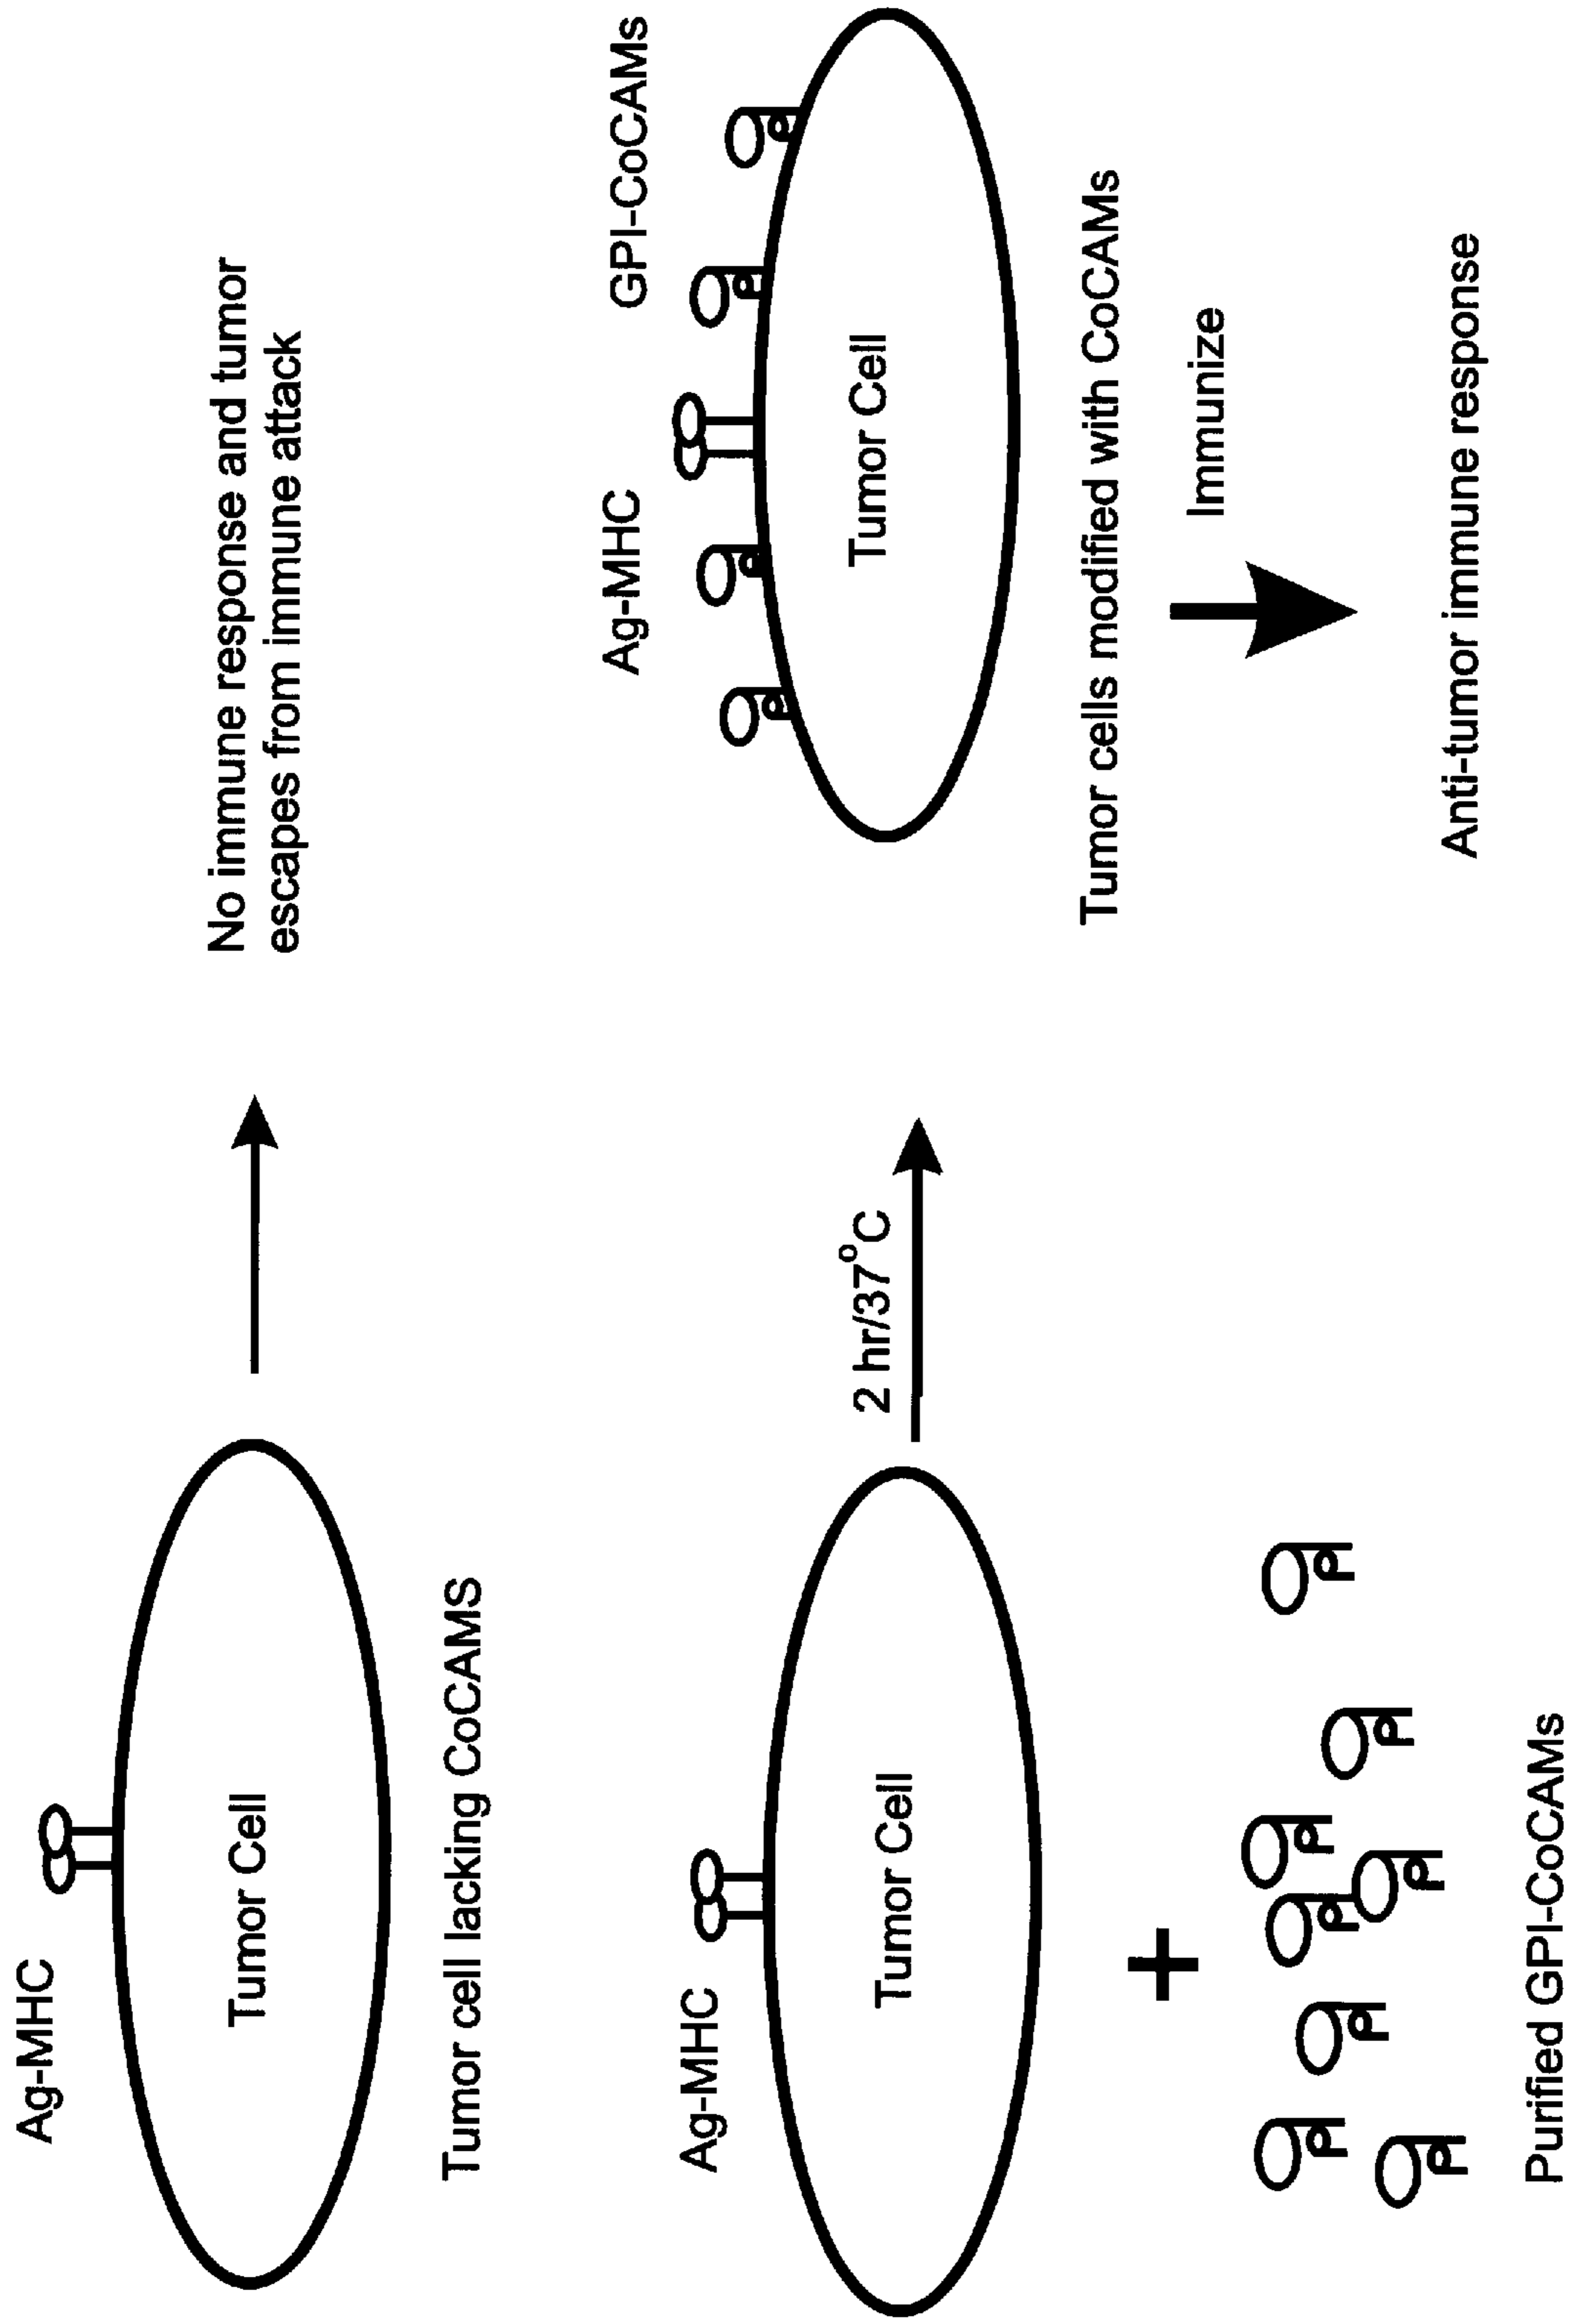 Ag-MHC
Tumor Cell
Tumor cell lacking CoCAMS
No immune response and tumor
escapes from immune attack
Ag-MHC
Tumor Cell
+
Purified GPI-CoCAMs
2 hr/37°C
Ag-MHC
GPI-CoCAMs
Tumor Cell
Tumor cells modified with CoCAMs
Immunize
Anti-tumor immune response